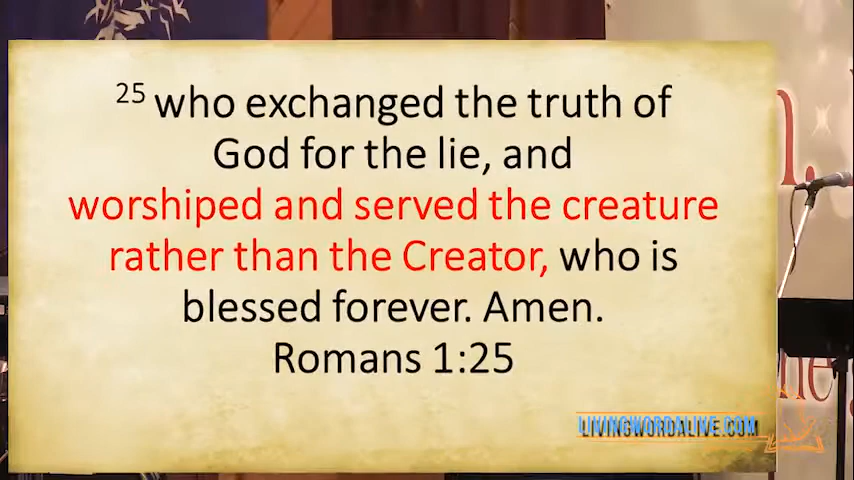 25 who exchanged the truth of
God for the lie, and
worshiped and served the creature
rather than the Creator, who is
blessed forever. Amen.
Romans 1:25
LIVINGWORDALIVE.COM